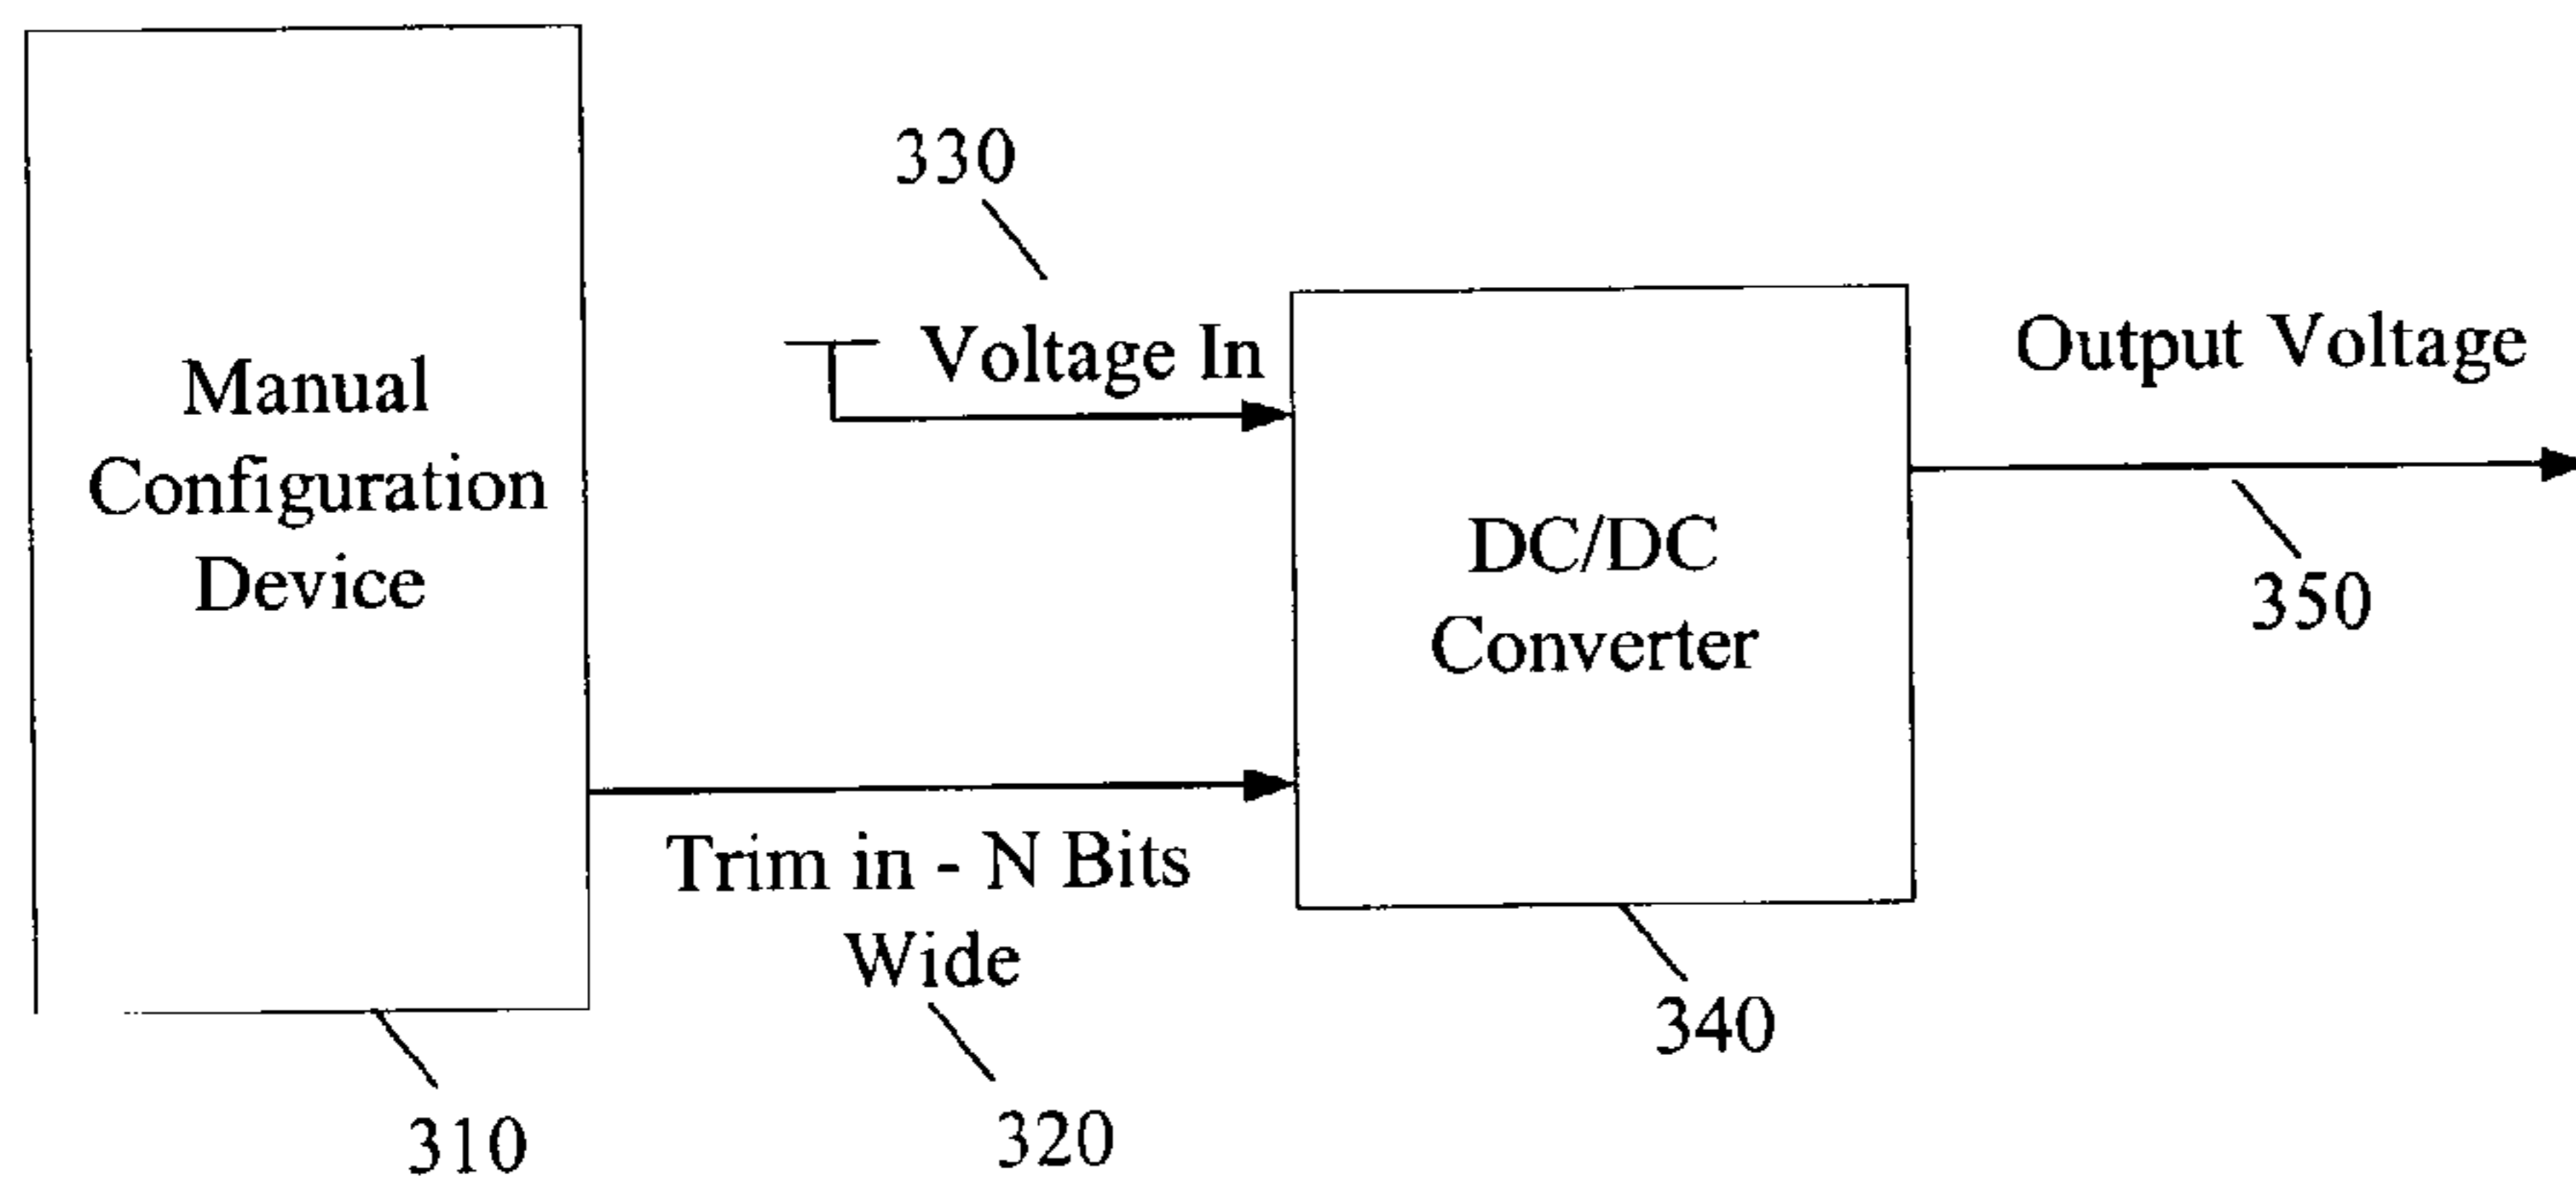 Manual
Configuration
Device
310
330
Voltage In
Trim in - N Bits
Wide
320
DC/DC
Converter
340
Output Voltage
350